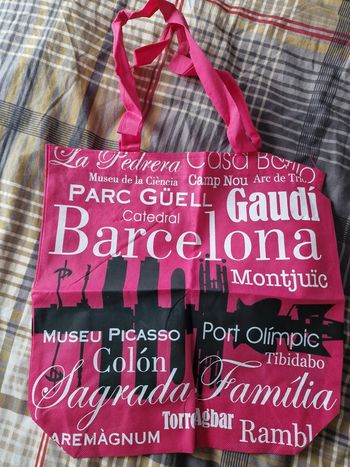 La Pedrera Casa Batlló
Museu de la Ciència Camp Nou Arc de Trio
PARC GÜELL Gaudí
Catedral
Barcelona
Montjuïc
MUSEU PICASSO Port Olímpic
Colón Tibidabo
Sagrada Família
Torre Agbar
AREMÀGNUM Rambl